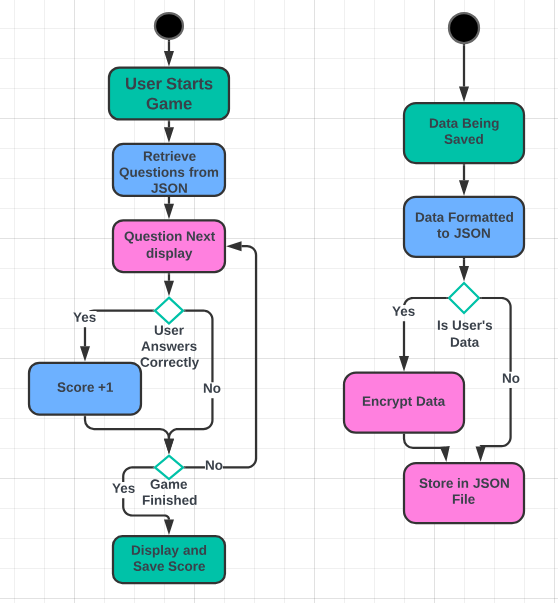 User Starts
Game
Retrieve
Questions from
JSON
Question Next
display
Yes
User
Answers
Correctly
Score +1
No
No
Yes
Game
Finished
Display and
Save Score
Data Being
Saved
Data Formatted
to JSON
Yes
Is User's
Data
No
Encrypt Data
Store in JSON
File